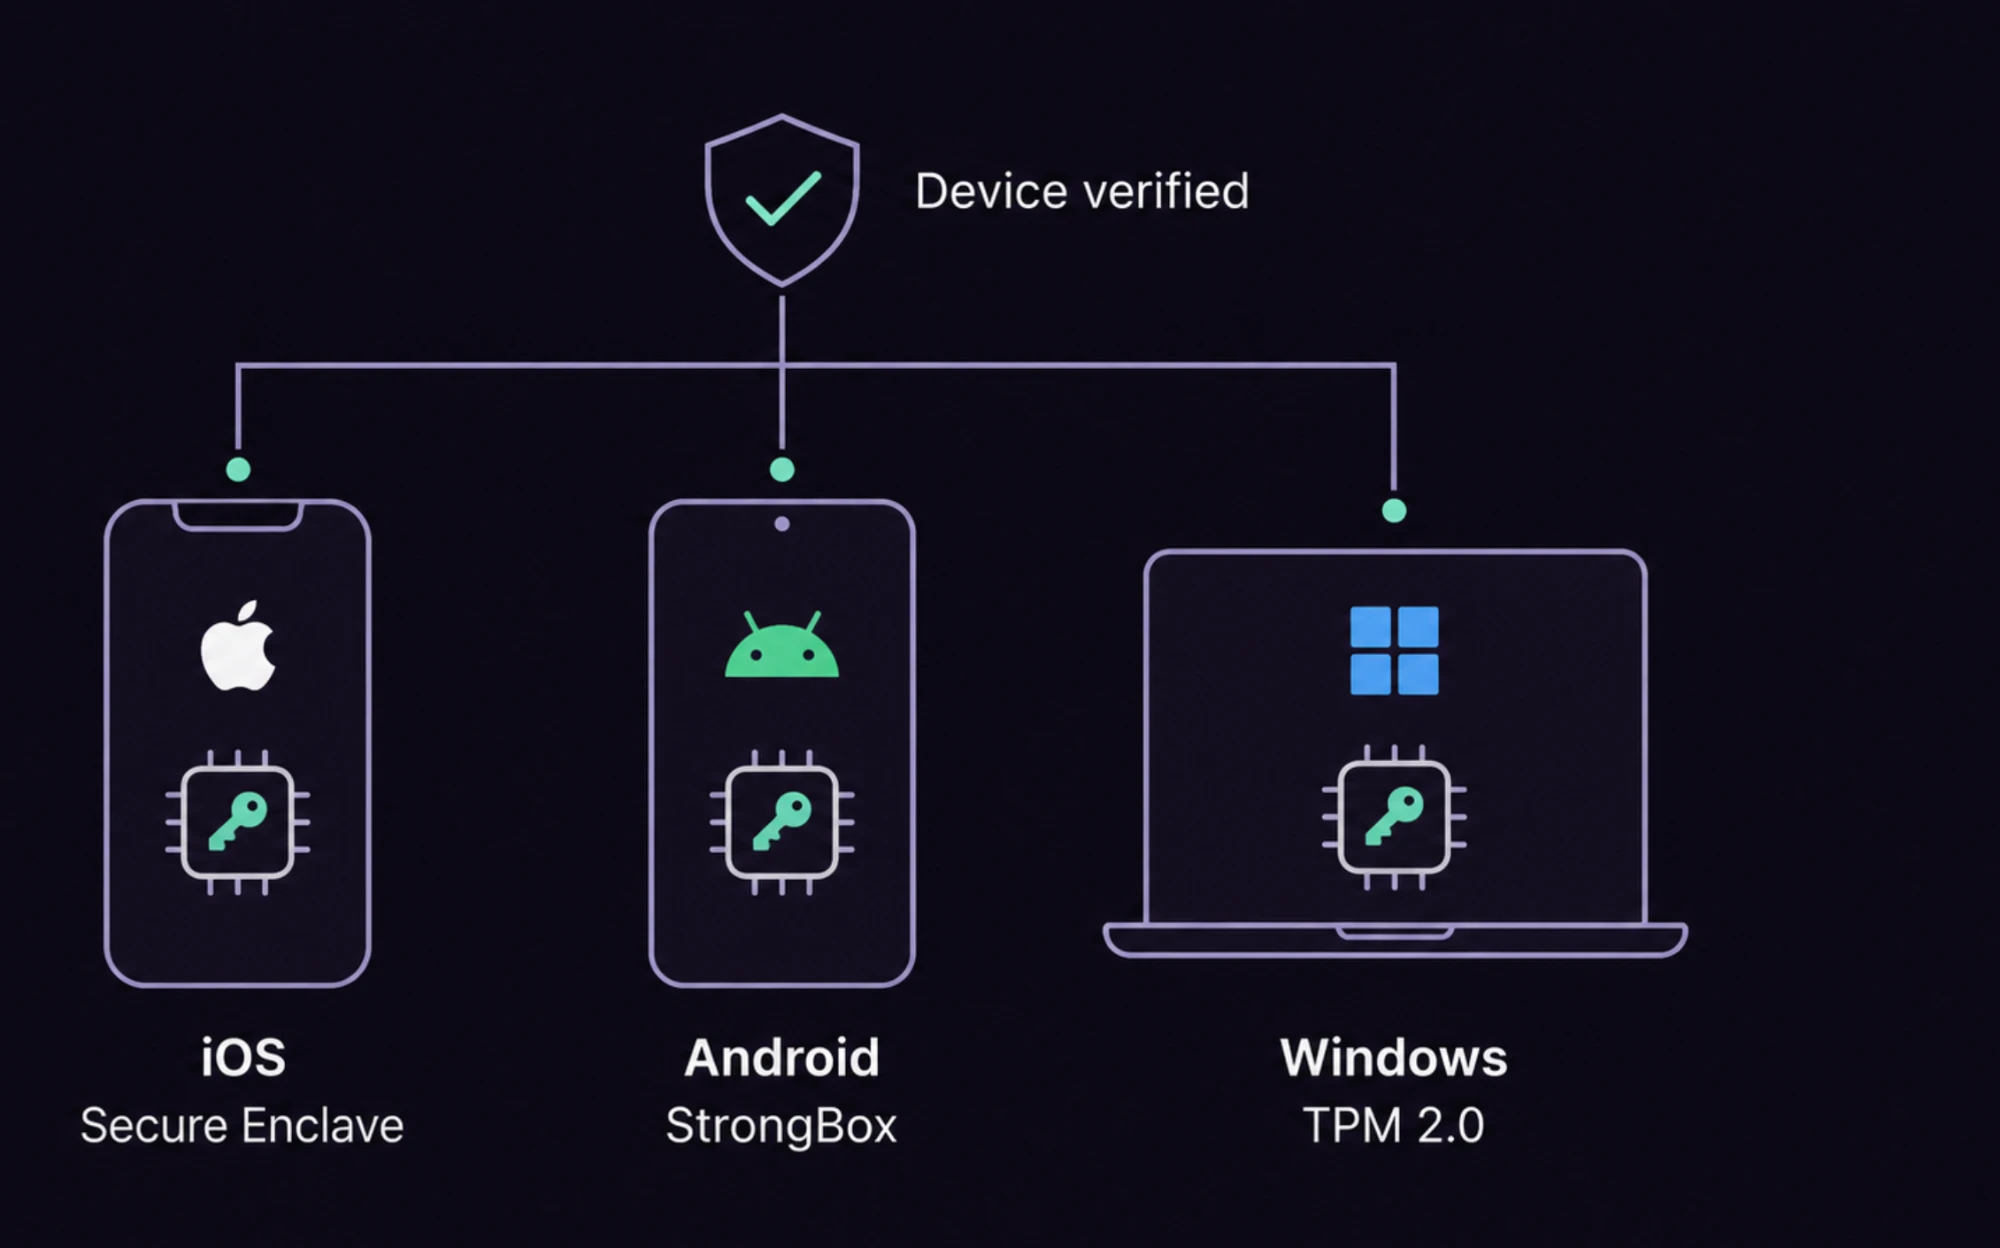 Device verified
iOS
Secure Enclave
Android
StrongBox
Windows
TPM 2.0